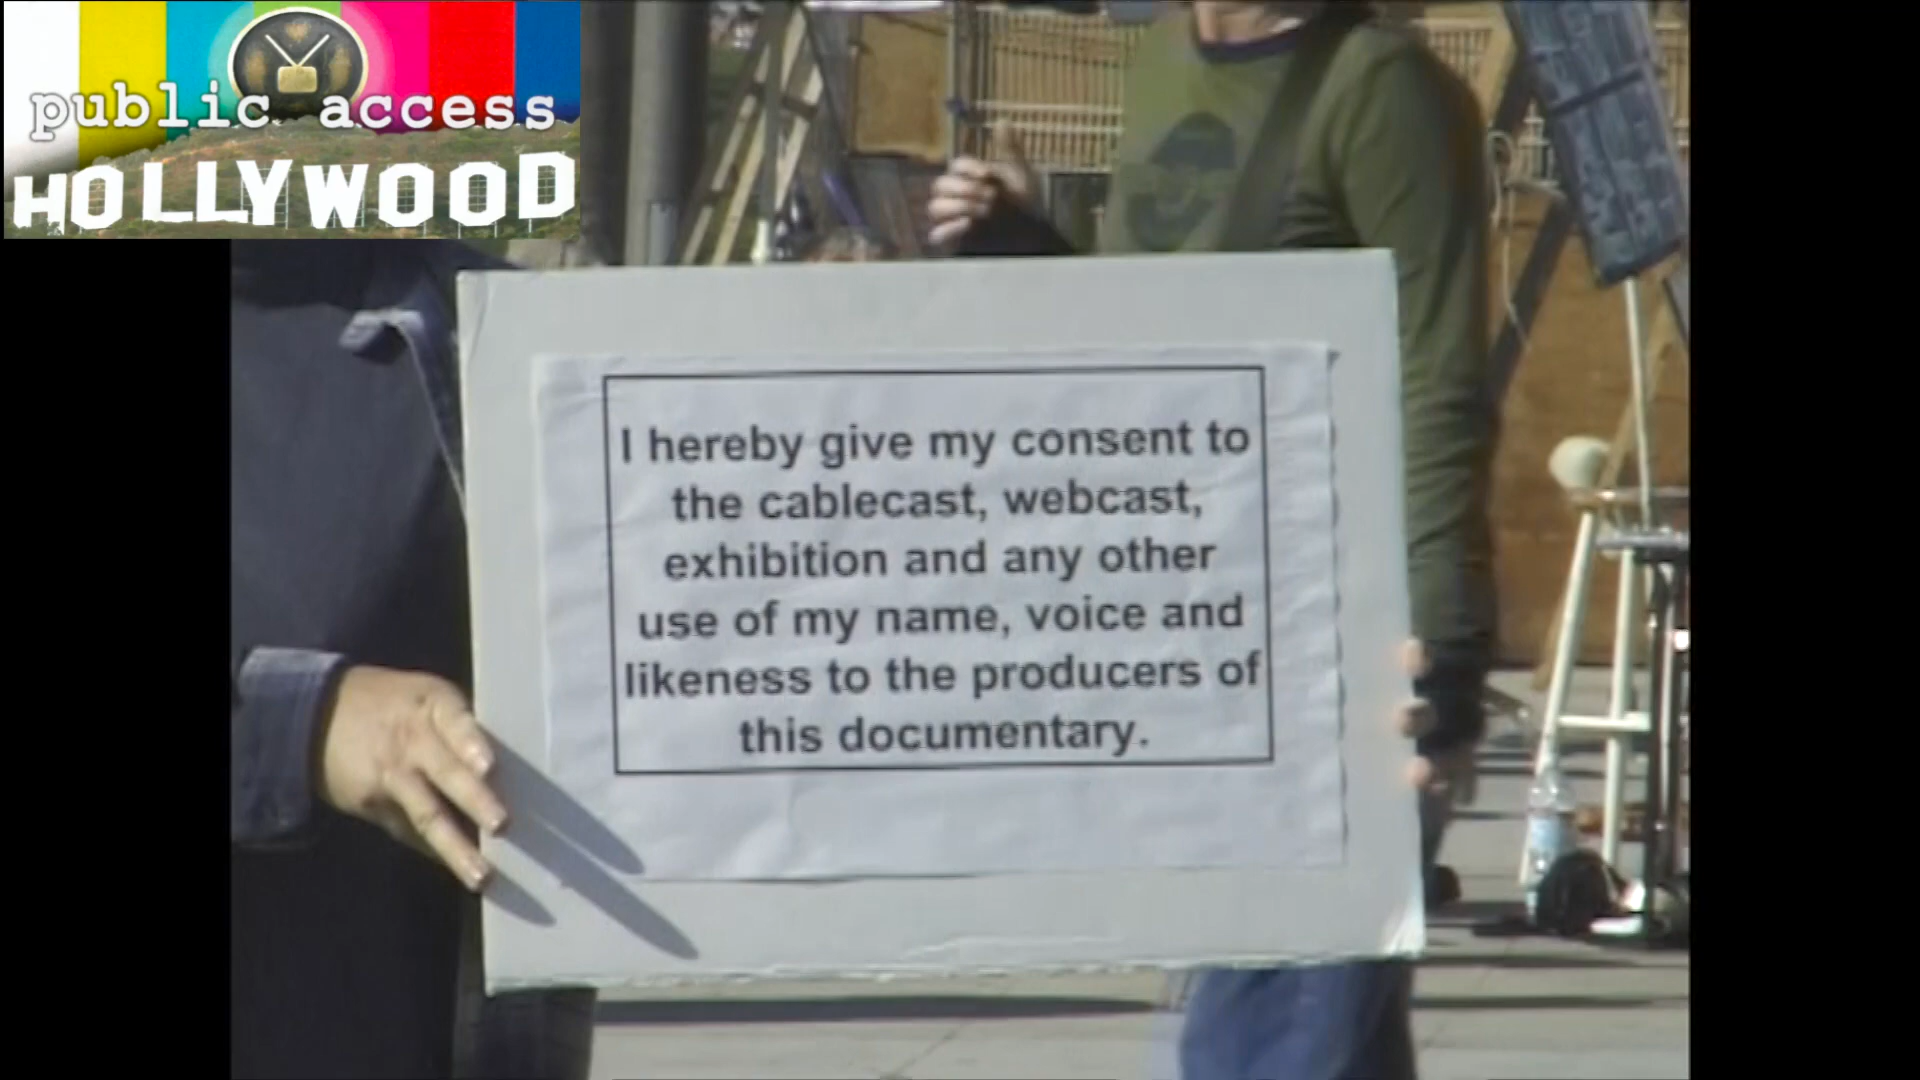 public access
HOLLYWOOD
I hereby give my consent to
the cablecast, webcast,
exhibition and any other
use of my name, voice and
likeness to the producers of
this documentary.